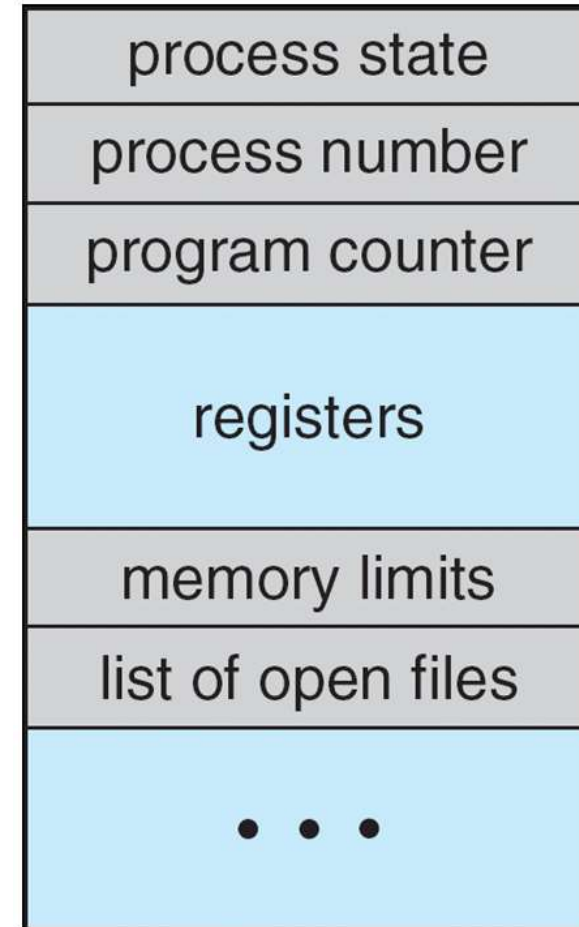 process state
process number
program counter
registers
memory limits
list of open files
• • •